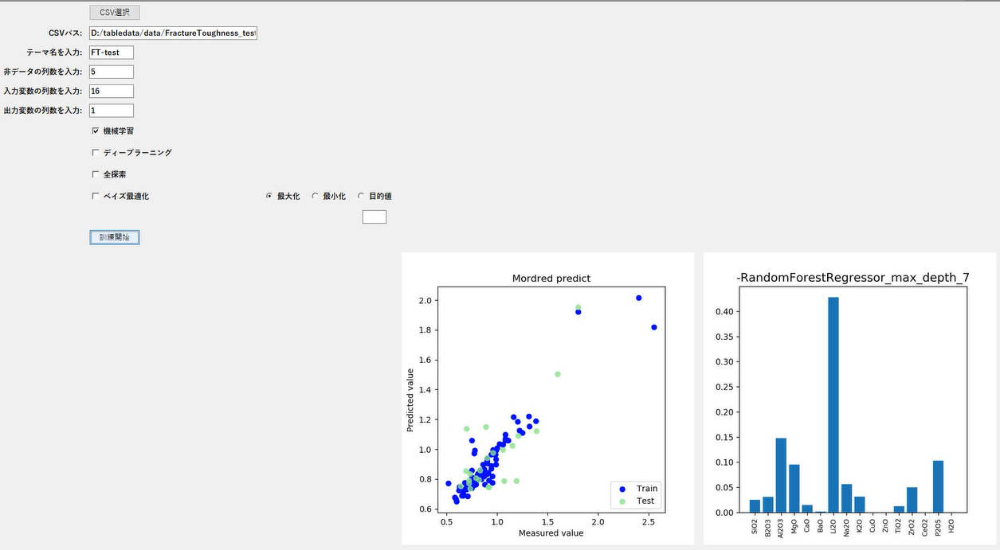 CSV選択
CSVパス: D:/tabledata/data/FractureToughness_test
テーマ名を入力: FT-test
非データの列数を入力: 5
入力変数の列数を入力: 16
出力変数の列数を入力: 1
機械学習
ディープラーニング
全探索
ベイズ最適化 最大化 最小化 目的値
訓練開始
Mordred predict
Predicted value
2.0
1.8
1.6
1.4
1.2
1.0
0.8
0.6
0.5 1.0 1.5 2.0 2.5
Measured value
Train
Test
-RandomForestRegressor_max_depth_7
0.40
0.35
0.30
0.25
0.20
0.15
0.10
0.05
0.00
SiO2 B2O3 Al2O3 MgO CaO BaO Li2O Na2O K2O CuO ZnO TiO2 ZrO2 CeO2 P2O5 H2O